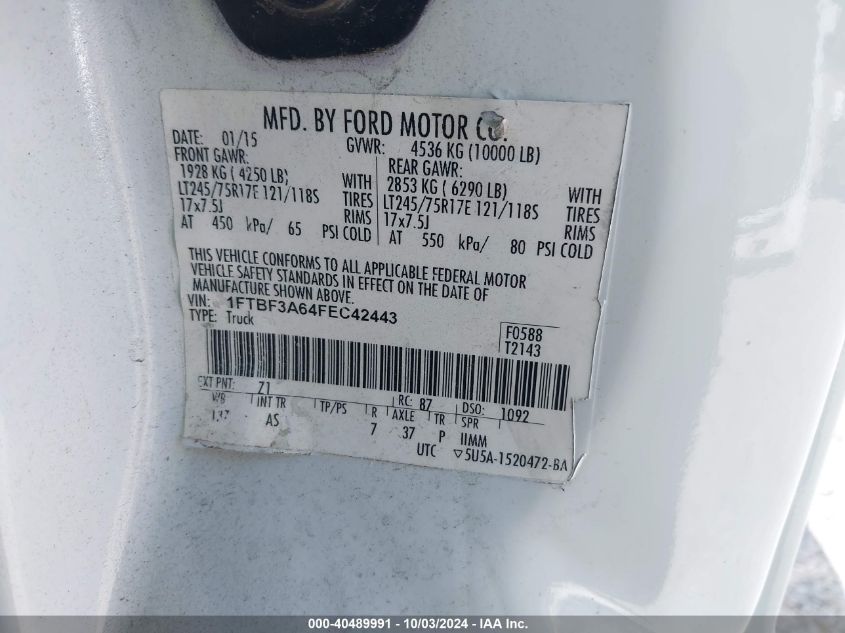 MFD. BY FORD MOTOR CO.
DATE: 01/15 GVWR: 4536 KG (10000 LB)
FRONT GAWR: REAR GAWR:
1928 KG ( 4250 LB) WITH 2853 KG ( 6290 LB) WITH
LT245/75R17E 121/118S TIRES LT245/75R17E 121/118S TIRES
17x7.5J RIMS 17x7.5J RIMS
AT 450 kPa/ 65 PSI COLD AT 550 kPa/ 80 PSI COLD
THIS VEHICLE CONFORMS TO ALL APPLICABLE FEDERAL MOTOR
VEHICLE SAFETY STANDARDS IN EFFECT ON THE DATE OF
MANUFACTURE SHOWN ABOVE.
VIN: 1FTBF3A64FEC42443
TYPE: Truck
F0588
T2143
EXT PNT: Z1 RC: 87 DSO: 1092
WB INT TR TP/PS R AXLE TR SPR
137 AS 7 37 P IIMM
UTC ▽5U5A-1520472-BA
000-40489991 - 10/03/2024 - IAAI Inc.